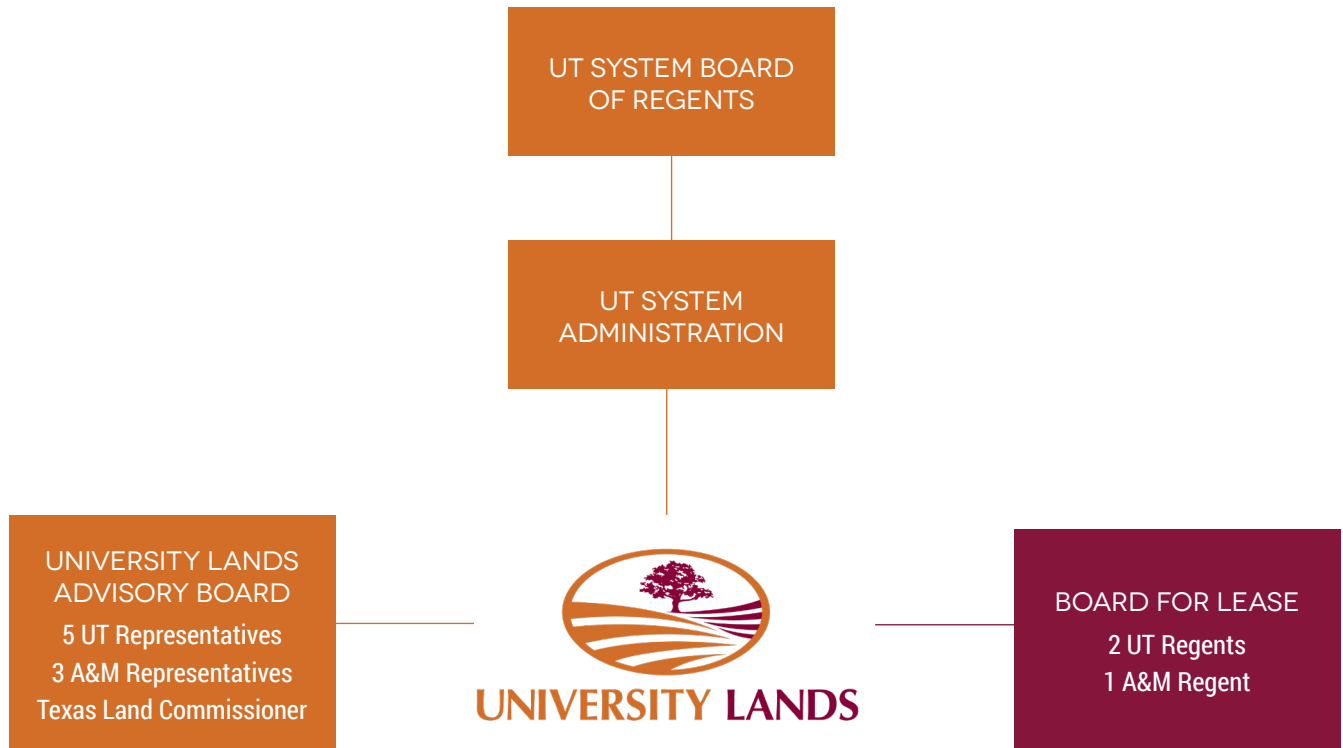 UT SYSTEM BOARD
OF REGENTS
UT SYSTEM
ADMINISTRATION
UNIVERSITY LANDS
ADVISORY BOARD
5 UT Representatives
3 A&M Representatives
Texas Land Commissioner
UNIVERSITY LANDS
BOARD FOR LEASE
2 UT Regents
1 A&M Regent